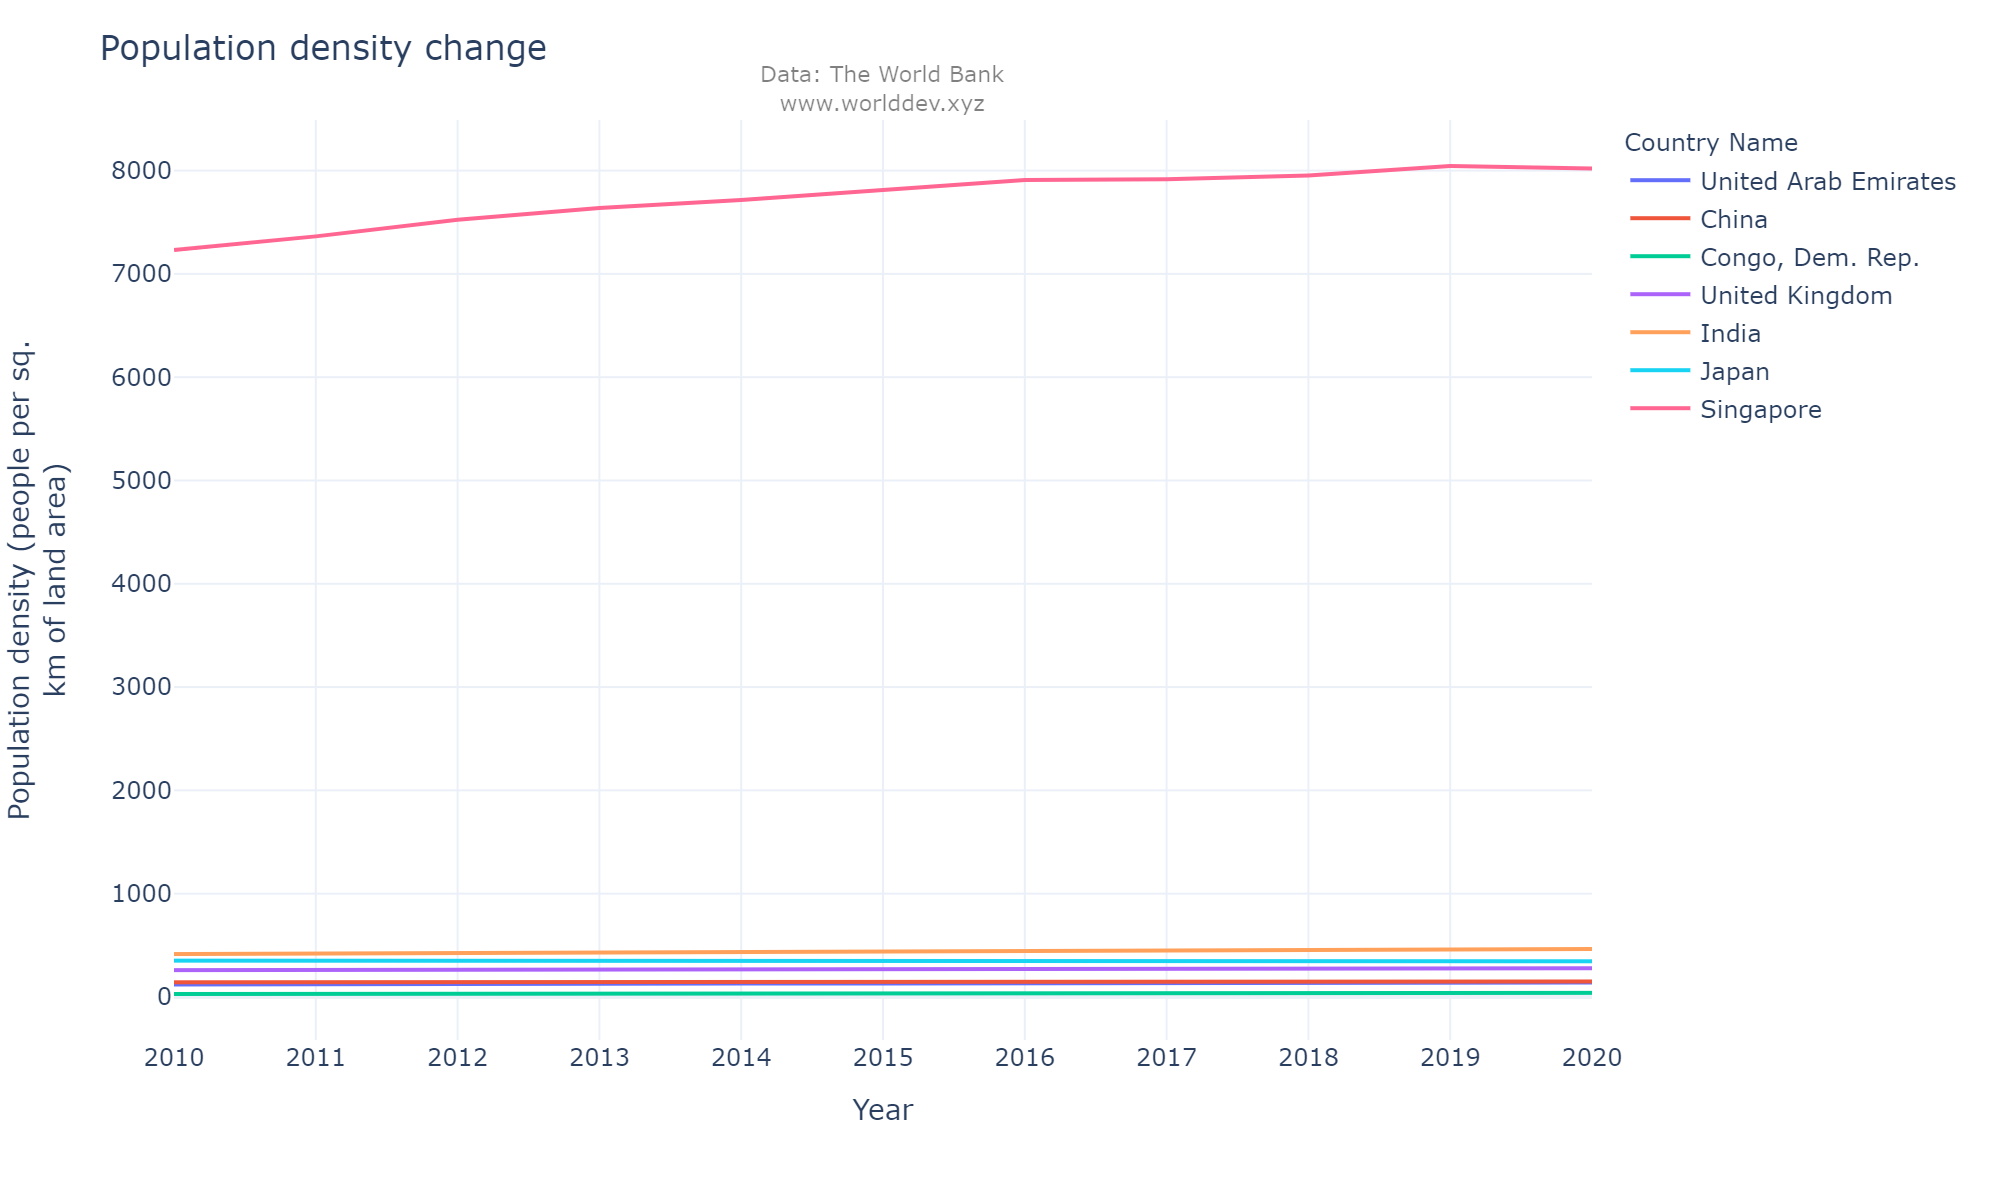 Population density change
Data: The World Bank
www.worlddev.xyz
Country Name
United Arab Emirates
China
Congo, Dem. Rep.
United Kingdom
India
Japan
Singapore
Population density (people per sq.
km of land area)
8000
7000
6000
5000
4000
3000
2000
1000
0
2010 2011 2012 2013 2014 2015 2016 2017 2018 2019 2020
Year